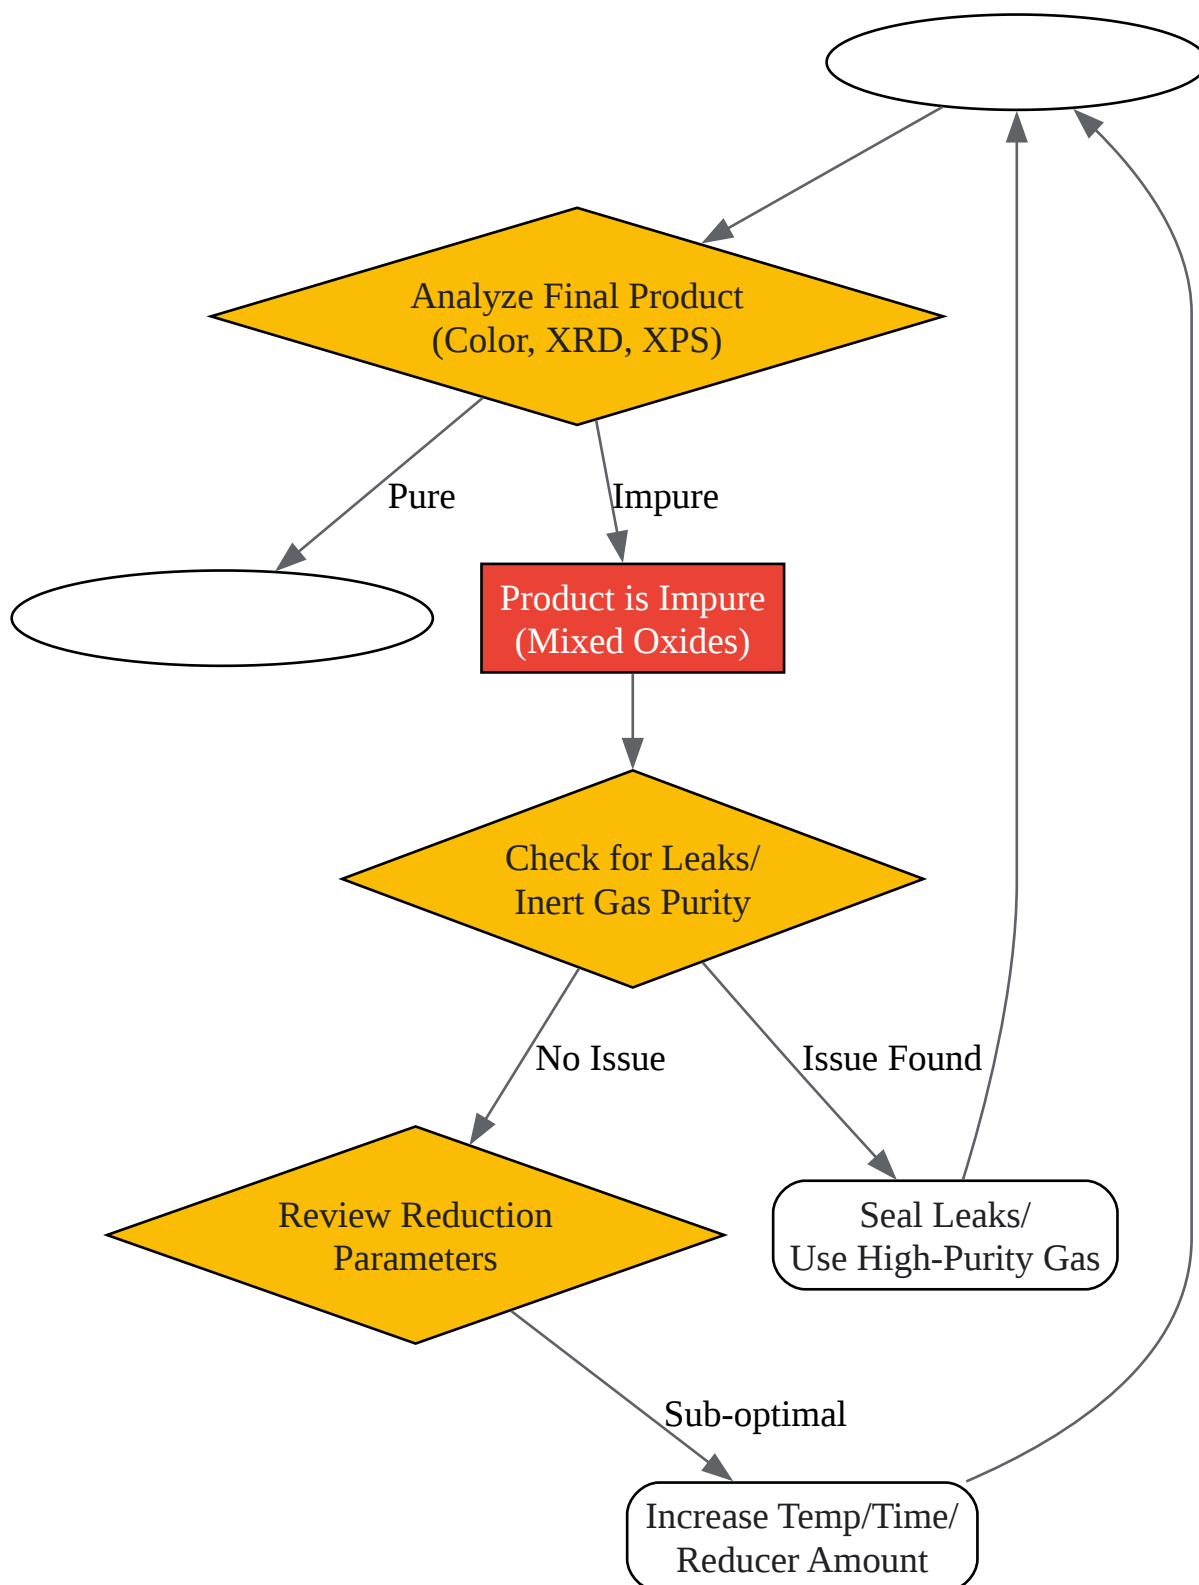 Analyze Final Product
(Color, XRD, XPS)
Pure
Impure
Product is Impure
(Mixed Oxides)
Check for Leaks/
Inert Gas Purity
No Issue
Issue Found
Review Reduction
Parameters
Seal Leaks/
Use High-Purity Gas
Sub-optimal
Increase Temp/Time/
Reducer Amount